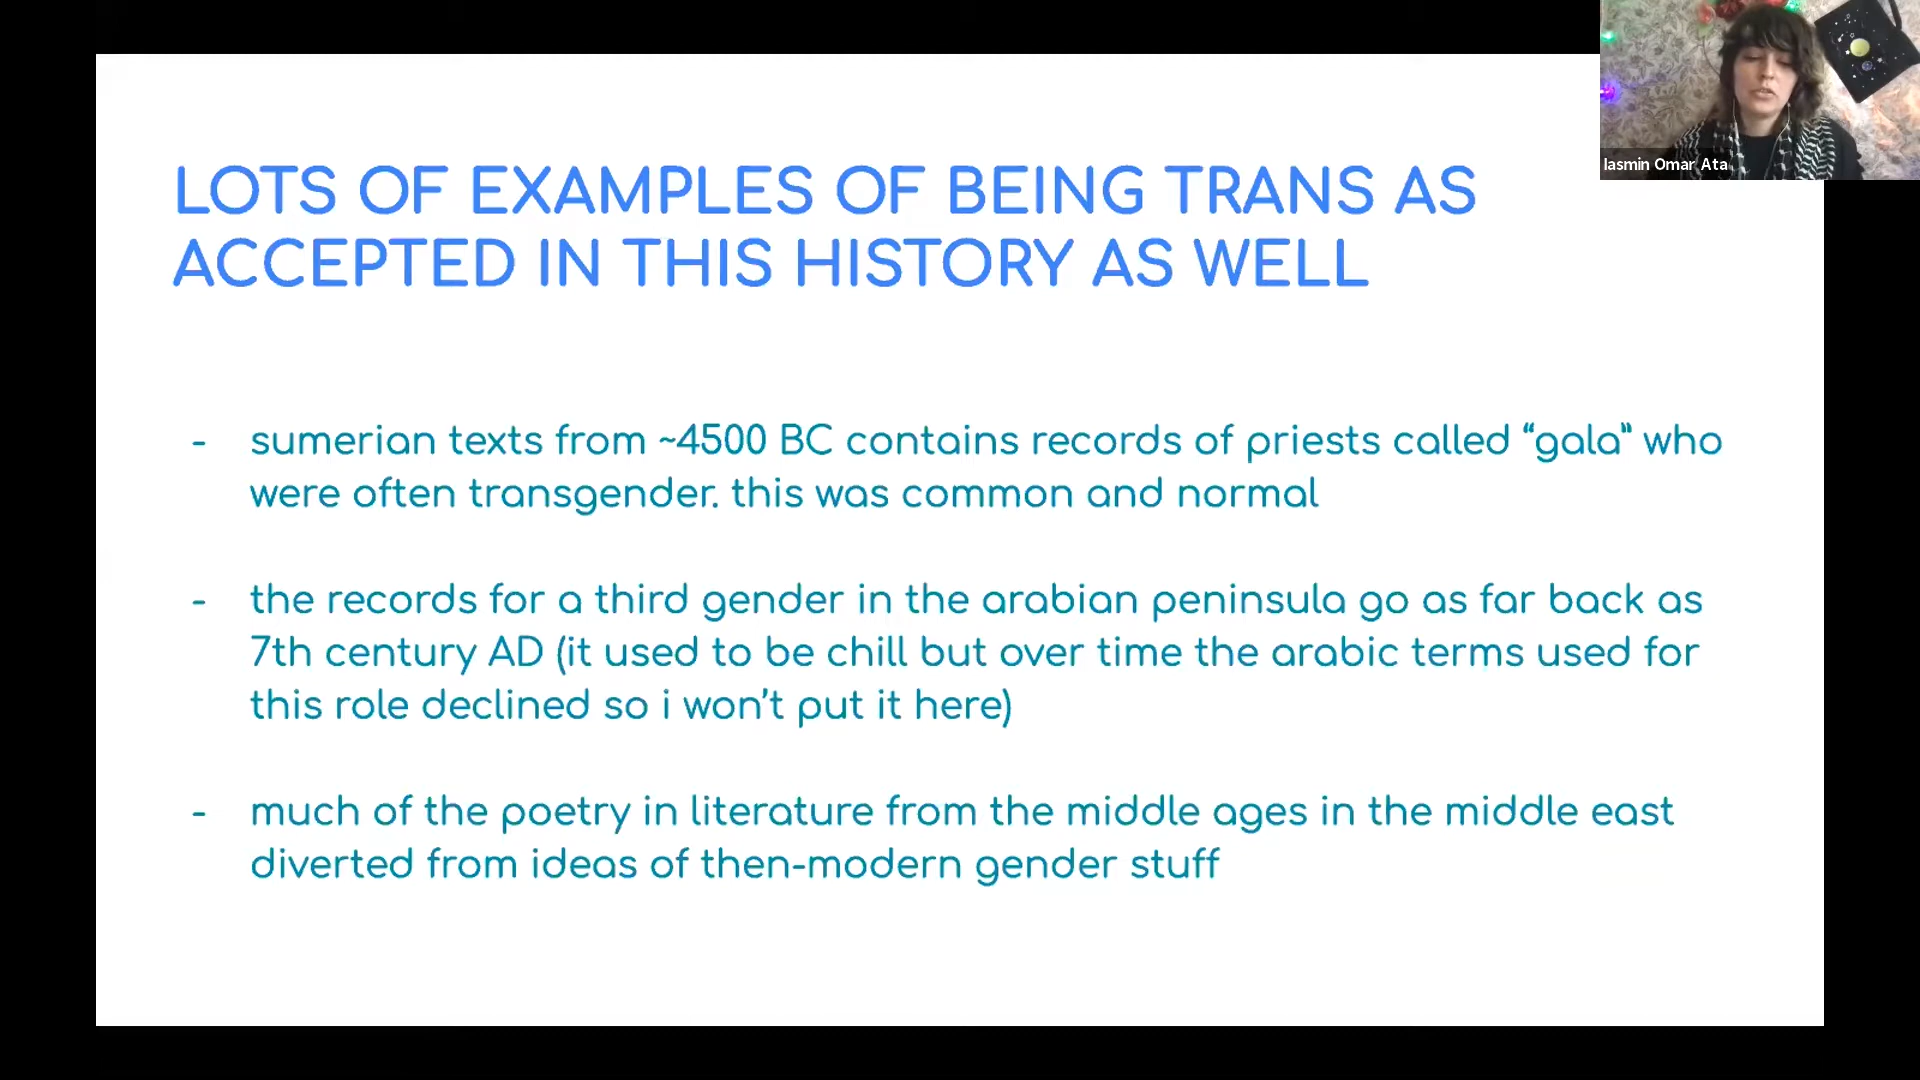 LOTS OF EXAMPLES OF BEING TRANS AS
ACCEPTED IN THIS HISTORY AS WELL
- sumerian texts from ~4500 BC contains records of priests called “gala” who
were often transgender. this was common and normal
- the records for a third gender in the arabian peninsula go as far back as
7th century AD (it used to be chill but over time the arabic terms used for
this role declined so i won’t put it here)
- much of the poetry in literature from the middle ages in the middle east
diverted from ideas of then-modern gender stuff
Iasmin Omar Ata